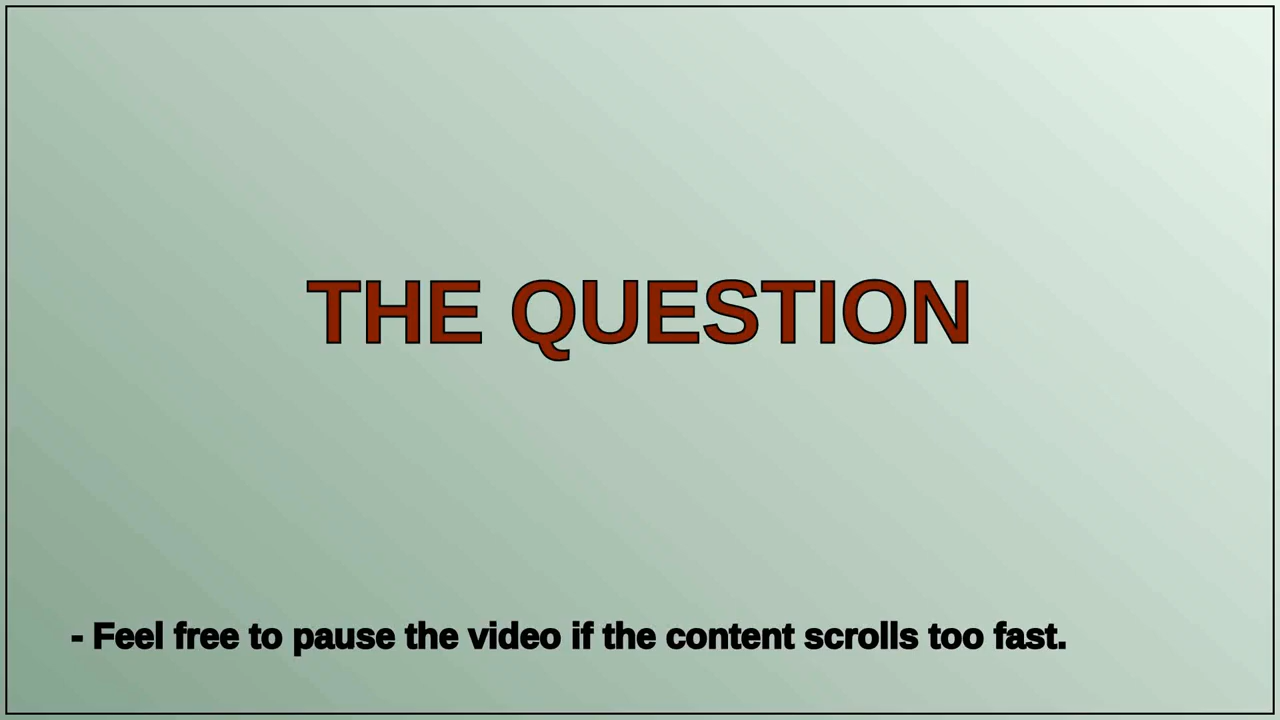 THE QUESTION
- Feel free to pause the video if the content scrolls too fast.